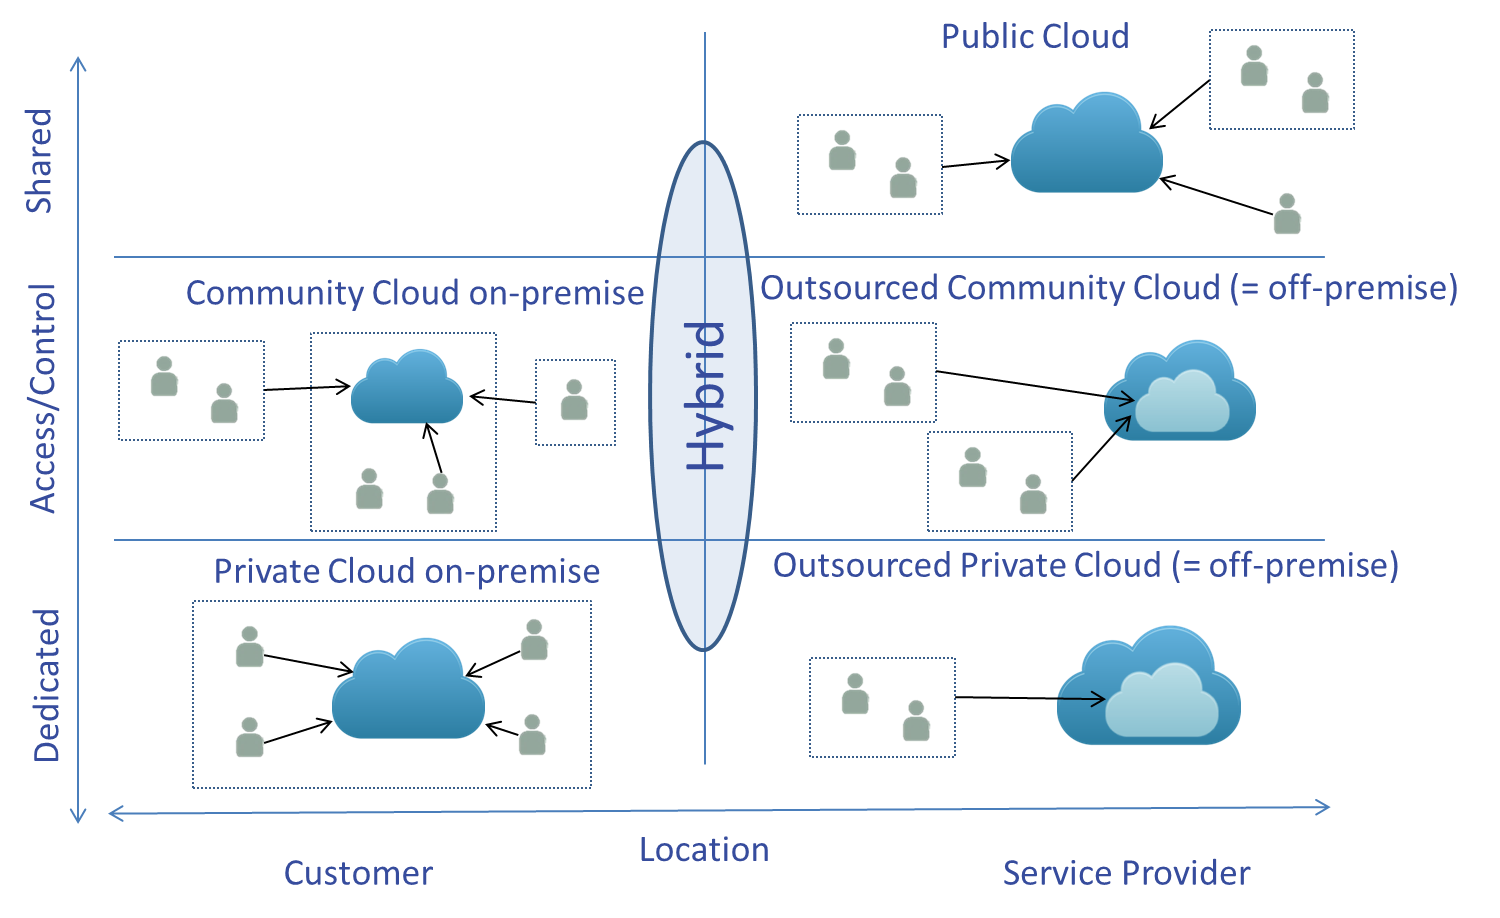 Public Cloud
Shared
Community Cloud on-premise
Outsourced Community Cloud (= off-premise)
Access/Control
Hybrid
Private Cloud on-premise
Outsourced Private Cloud (= off-premise)
Dedicated
Location
Customer
Service Provider